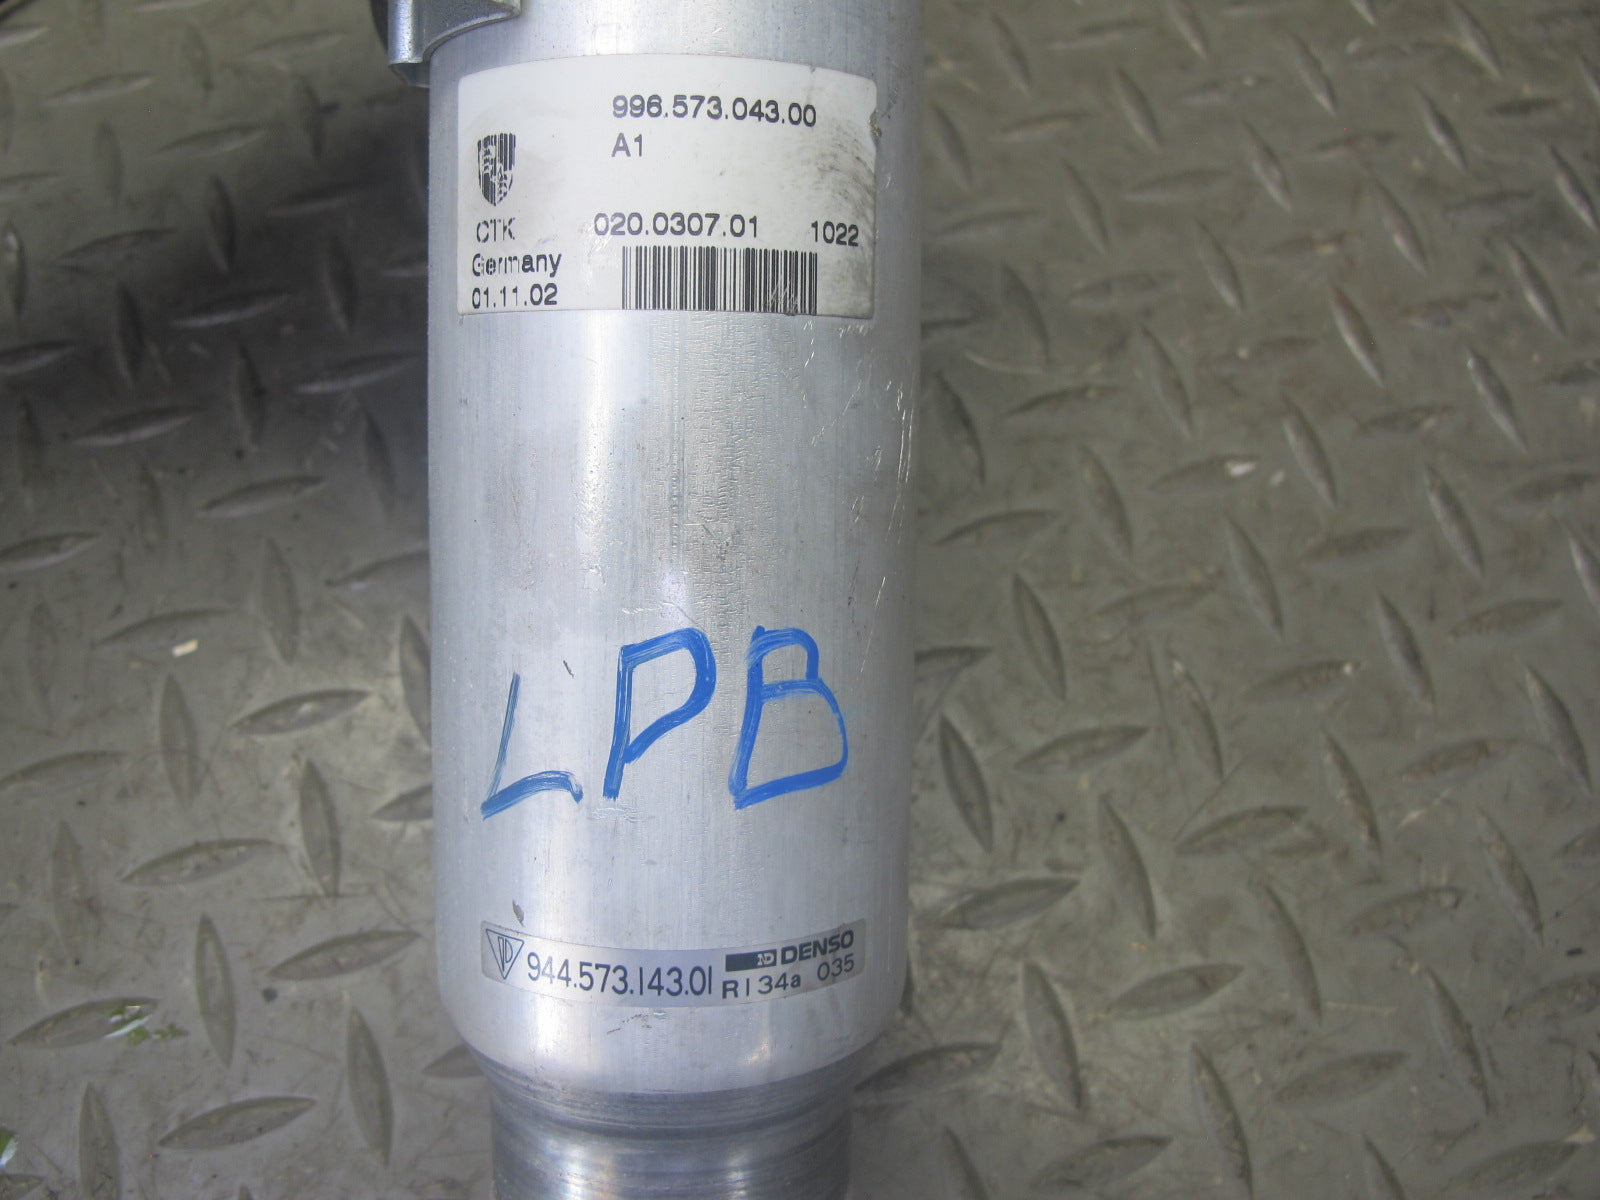 996.573.043.00
A1
CTK 020.0307.01 1022
Germany
01.11.02
LPB
944.573.143.01 ND DENSO
R134a 035